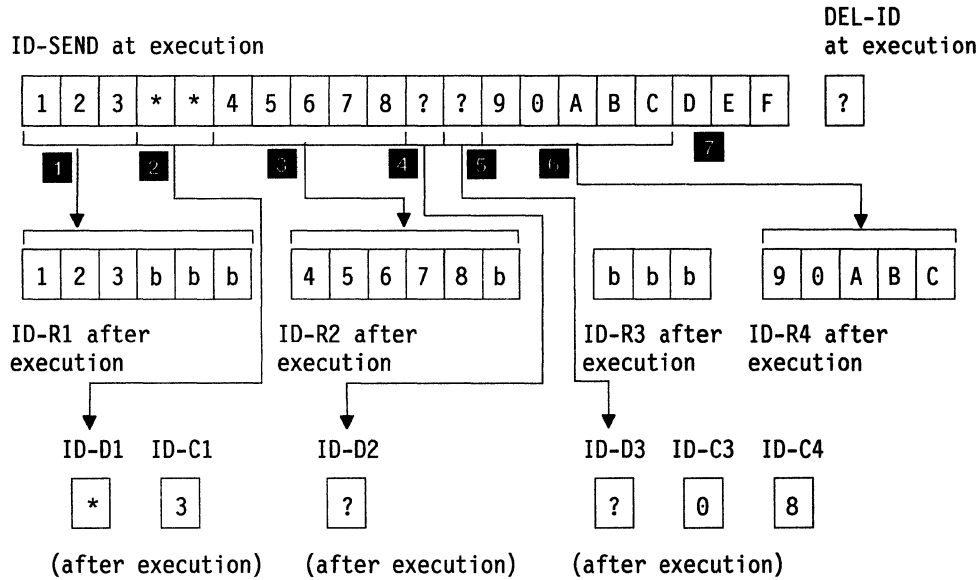 DEL-ID
ID-SEND at execution at execution
1 2 3 * * 4 5 6 7 8 ? ? 9 0 A B C D E F ?
1 2 3 4 5 6 7
1 2 3 b b b 4 5 6 7 8 b b b b 9 0 A B C
ID-R1 after ID-R2 after ID-R3 after ID-R4 after
execution execution execution execution
ID-D1 ID-C1 ID-D2 ID-D3 ID-C3 ID-C4
* 3 ? ? 0 8
(after execution) (after execution) (after execution)